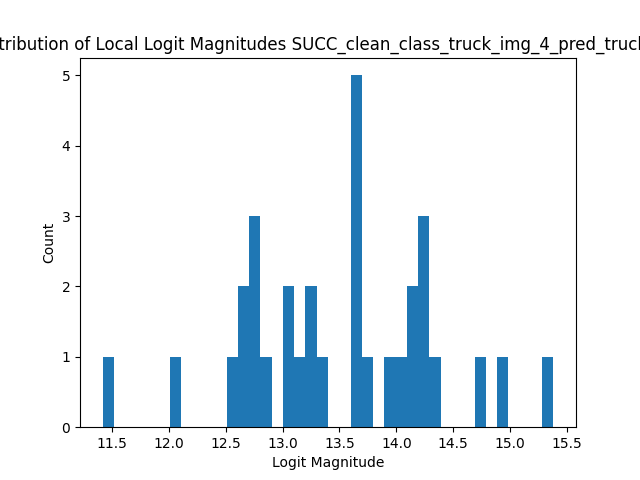 tribution of Local Logit Magnitudes SUCC_clean_class_truck_img_4_pred_truck
5
4
3
2
1
0
Count
11.5 12.0 12.5 13.0 13.5 14.0 14.5 15.0 15.5
Logit Magnitude